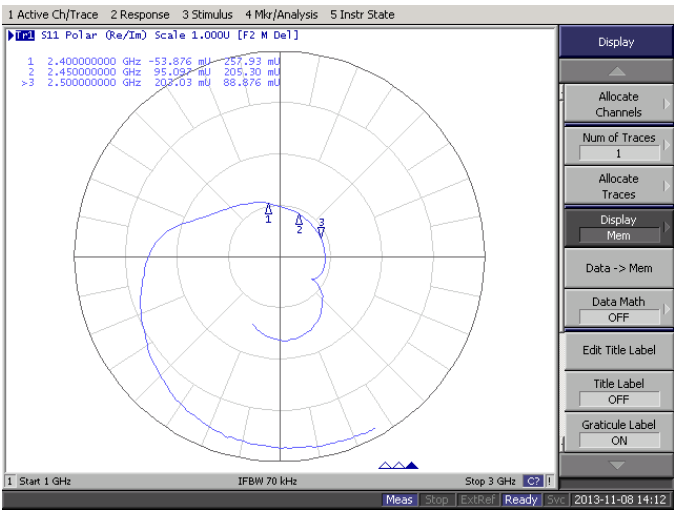 1 Active Ch/Trace 2 Response 3 Stimulus 4 Mkr/Analysis 5 Instr State
Tr1 S11 Polar (Re/Im) Scale 1.000U [F2 M Del]
1 2.400000000 GHz -53.876 mU 257.93 mU
2 2.450000000 GHz 95.097 mU 205.30 mU
>3 2.500000000 GHz 203.03 mU 88.876 mU
1
2
3
Display
Allocate
Channels
Num of Traces
1
Allocate
Traces
Display
Mem
Data -> Mem
Data Math
OFF
Edit Title Label
Title Label
OFF
Graticule Label
ON
1 Start 1 GHz IFBW 70 kHz Stop 3 GHz C? !
Meas Stop ExtRef Ready Svc 2013-11-08 14:12